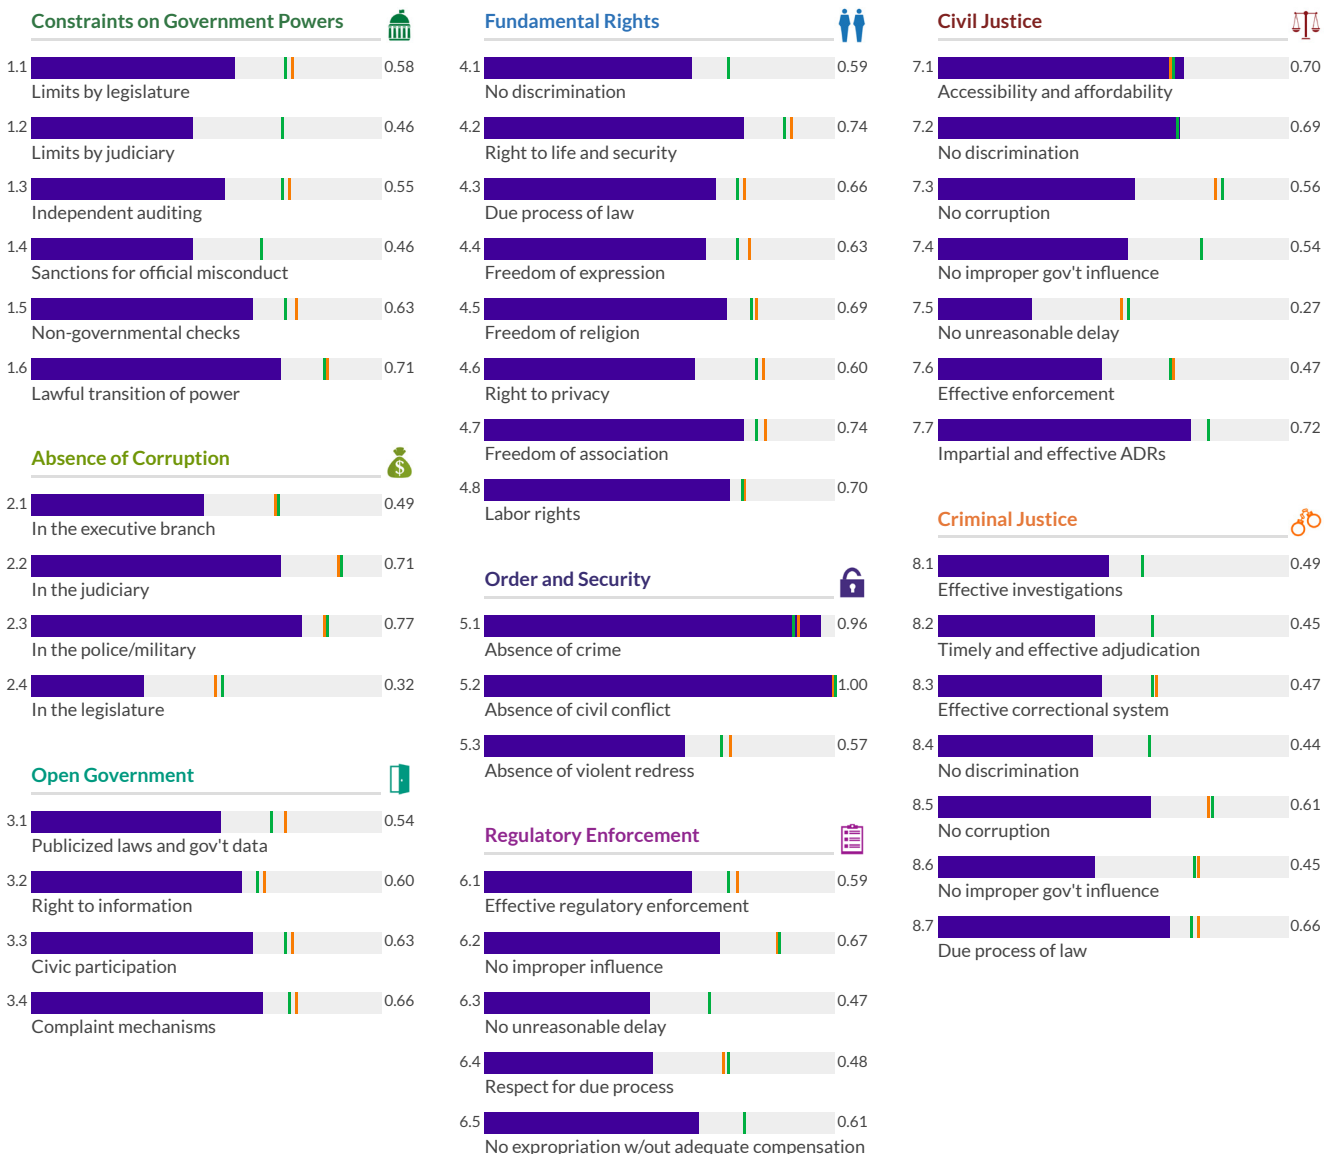 Constraints on Government Powers
1.1 0.58
Limits by legislature
1.2 0.46
Limits by judiciary
1.3 0.55
Independent auditing
1.4 0.46
Sanctions for official misconduct
1.5 0.63
Non-governmental checks
1.6 0.71
Lawful transition of power
Absence of Corruption
$
2.1 0.49
In the executive branch
2.2 0.71
In the judiciary
2.3 0.77
In the police/military
2.4 0.32
In the legislature
Open Government
3.1 0.54
Publicized laws and gov't data
3.2 0.60
Right to information
3.3 0.63
Civic participation
3.4 0.66
Complaint mechanisms
Fundamental Rights
4.1 0.59
No discrimination
4.2 0.74
Right to life and security
4.3 0.66
Due process of law
4.4 0.63
Freedom of expression
4.5 0.69
Freedom of religion
4.6 0.60
Right to privacy
4.7 0.74
Freedom of association
4.8 0.70
Labor rights
Order and Security
5.1 0.96
Absence of crime
5.2 1.00
Absence of civil conflict
5.3 0.57
Absence of violent redress
Regulatory Enforcement
6.1 0.59
Effective regulatory enforcement
6.2 0.67
No improper influence
6.3 0.47
No unreasonable delay
6.4 0.48
Respect for due process
6.5 0.61
No expropriation w/out adequate compensation
Civil Justice
7.1 0.70
Accessibility and affordability
7.2 0.69
No discrimination
7.3 0.56
No corruption
7.4 0.54
No improper gov't influence
7.5 0.27
No unreasonable delay
7.6 0.47
Effective enforcement
7.7 0.72
Impartial and effective ADRs
Criminal Justice
8.1 0.49
Effective investigations
8.2 0.45
Timely and effective adjudication
8.3 0.47
Effective correctional system
8.4 0.44
No discrimination
8.5 0.61
No corruption
8.6 0.45
No improper gov't influence
8.7 0.66
Due process of law